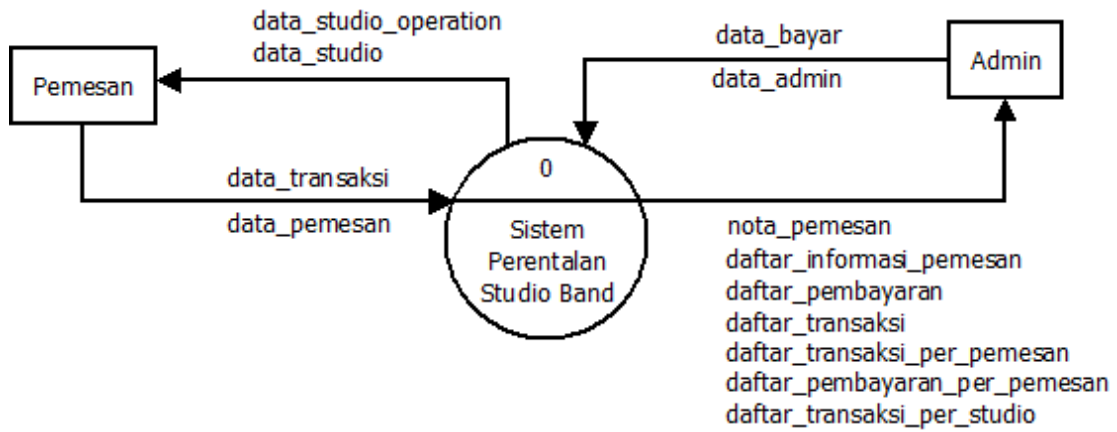 data_studio_operation
data_studio
Pemesan
data_transaksi
data_pemesan
data_bayar
data_admin
Admin
0
Sistem
Perentalan
Studio Band
nota_pemesan
daftar_informasi_pemesan
daftar_pembayaran
daftar_transaksi
daftar_transaksi_per_pemesan
daftar_pembayaran_per_pemesan
daftar_transaksi_per_studio